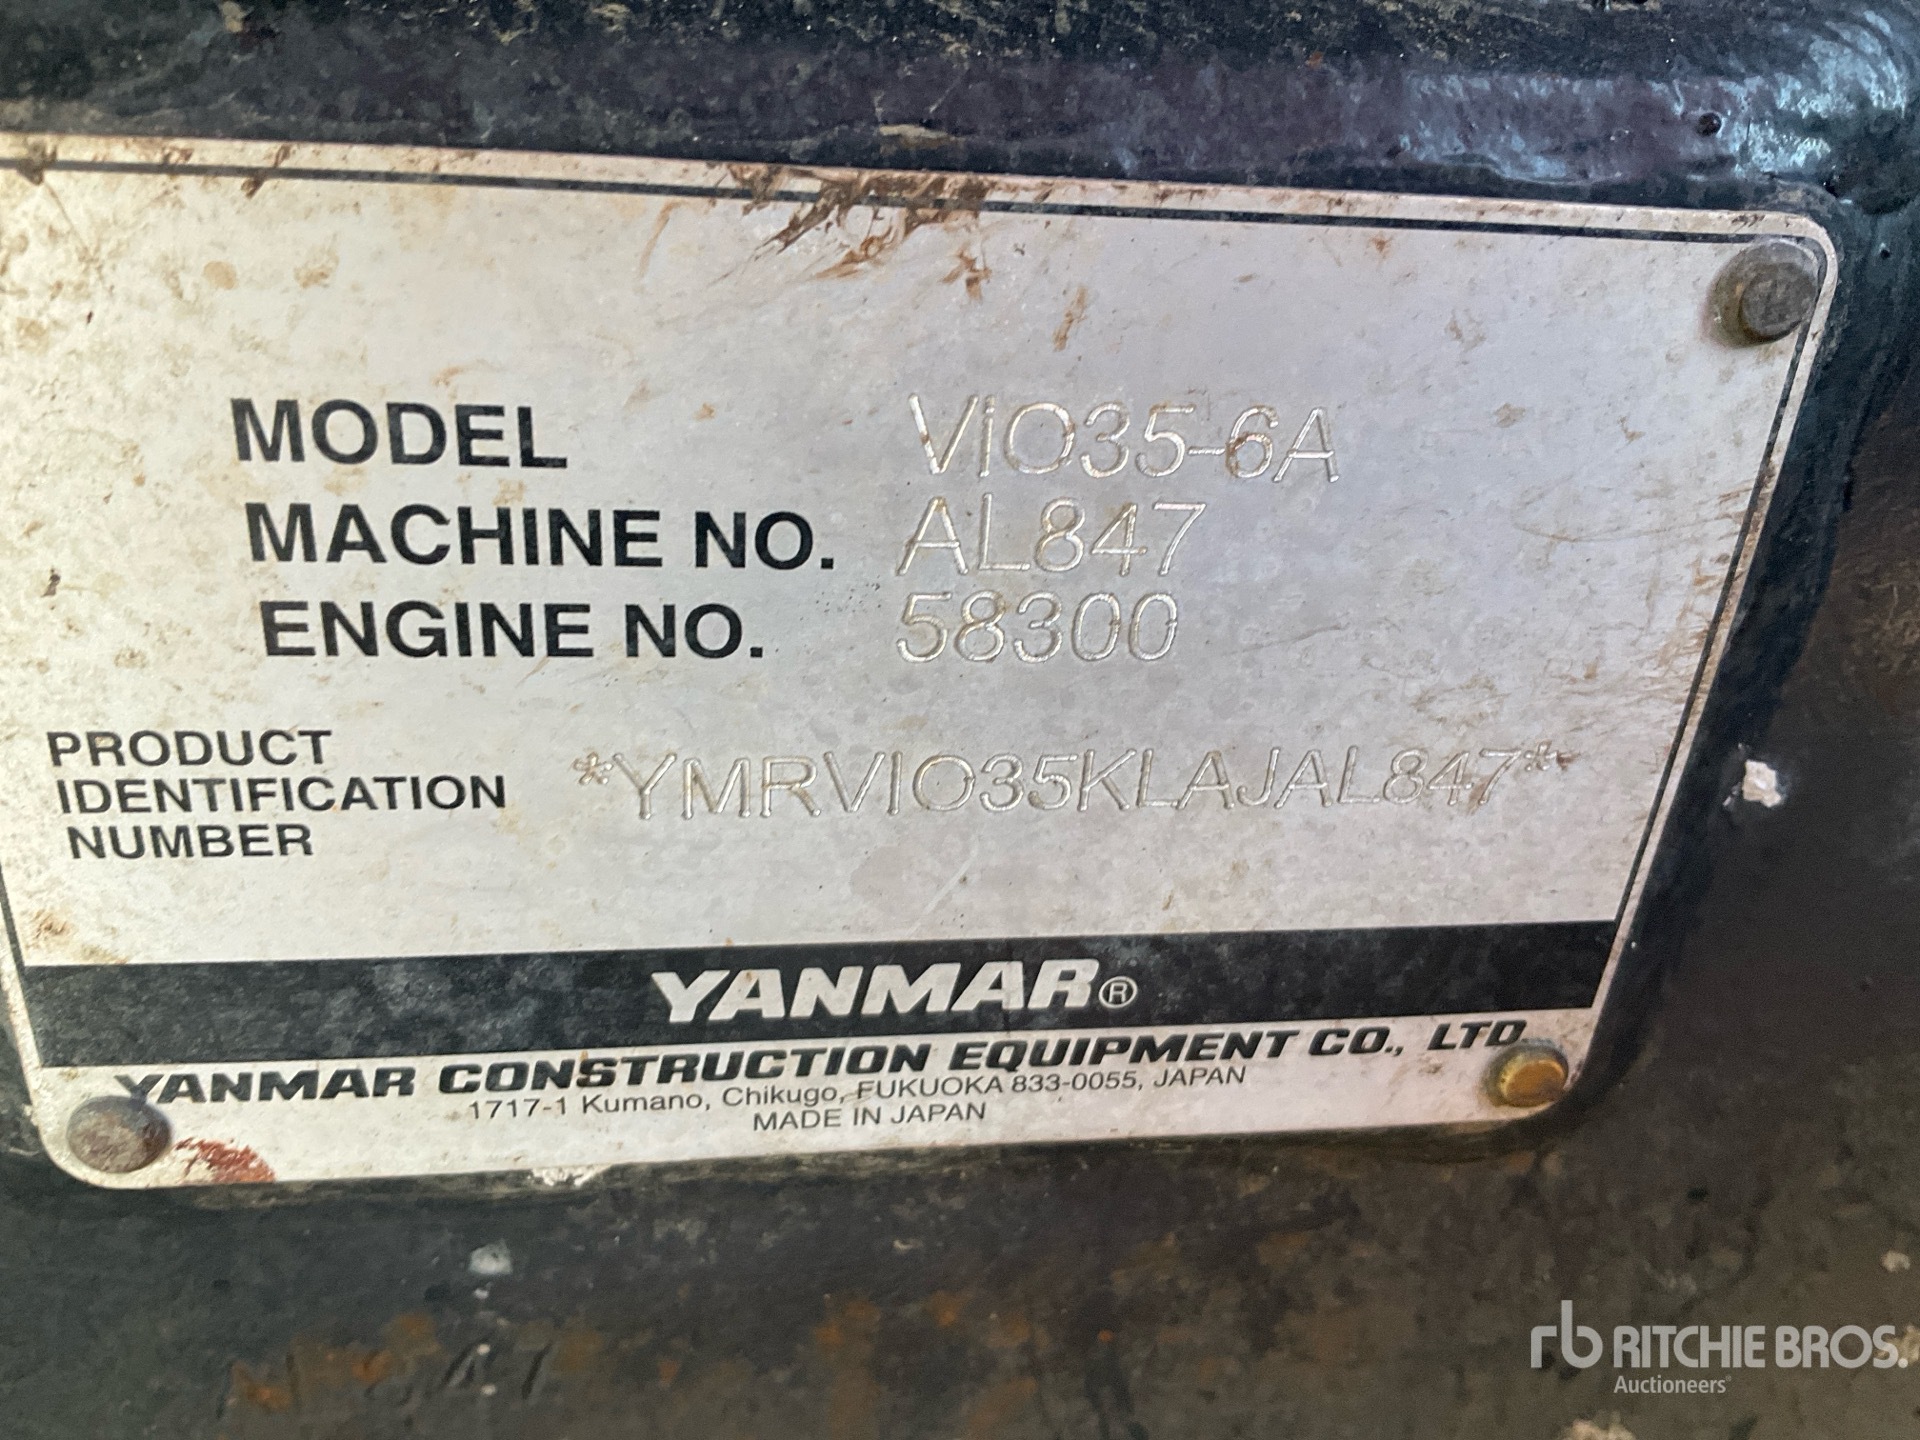 MODEL ViO35-6A
MACHINE NO. AL847
ENGINE NO. 58300
PRODUCT
IDENTIFICATION
NUMBER
*YMRVIO35KLAJAL847*
YANMAR®
YANMAR CONSTRUCTION EQUIPMENT CO., LTD.
1717-1 Kumano, Chikugo, FUKUOKA 833-0055, JAPAN
MADE IN JAPAN
rb RITCHIE BROS.
Auctioneers